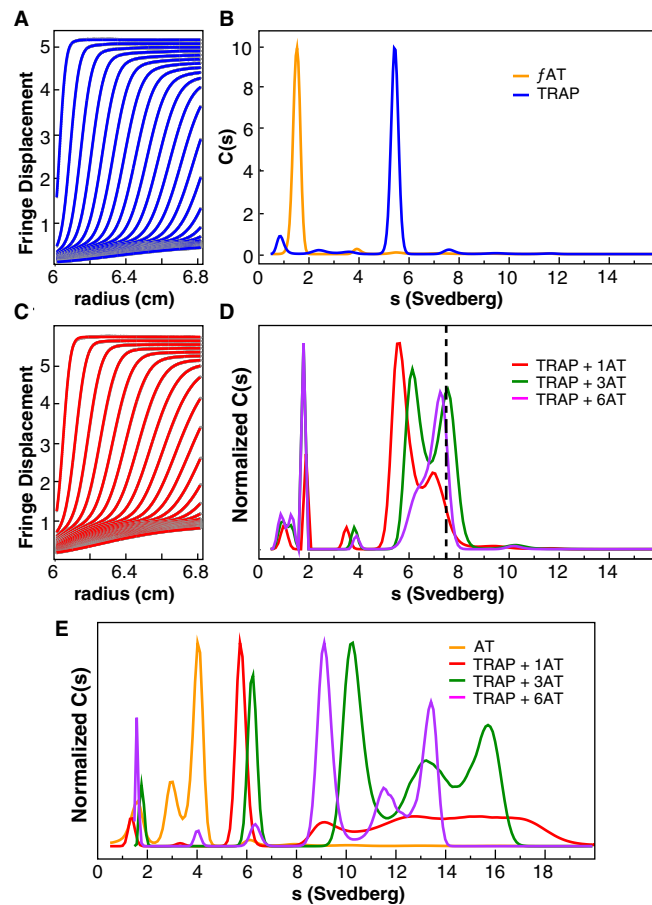 A
Fringe Displacement
5
4
3
2
1
6 6.4 6.8
radius (cm)
B
C(s)
10
8
6
4
2
0
0 2 4 6 8 10 12 14
s (Svedberg)
ƒAT
TRAP
C
Fringe Displacement
5
4
3
2
1
6 6.4 6.8
radius (cm)
D
Normalized C(s)
0 2 4 6 8 10 12 14
s (Svedberg)
TRAP + 1AT
TRAP + 3AT
TRAP + 6AT
E
Normalized C(s)
0 2 4 6 8 10 12 14 16 18
s (Svedberg)
AT
TRAP + 1AT
TRAP + 3AT
TRAP + 6AT